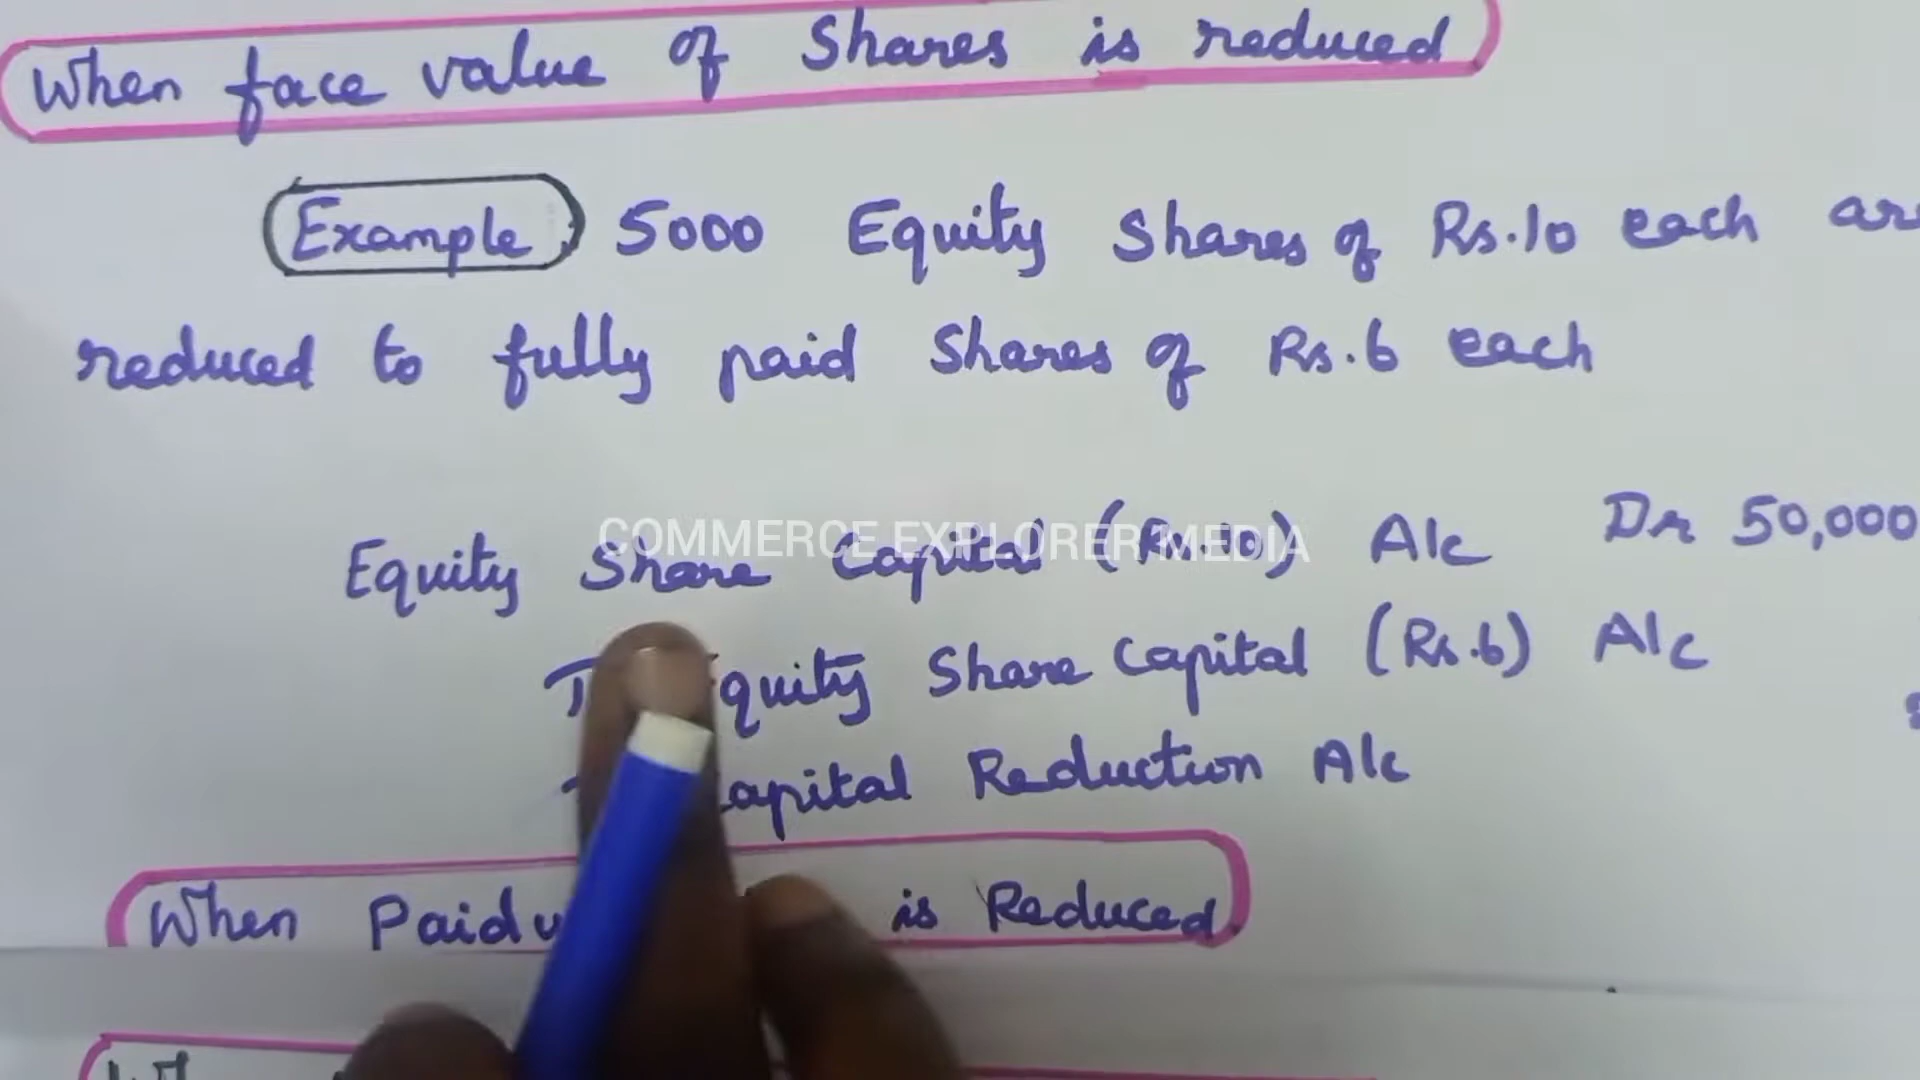 When face value of Shares is reduced
Example 5000 Equity Shares of Rs.10 each
reduced to fully paid Shares of Rs.6 each
COMMERCE EXPLORER MEDIA
Equity Share Capital (Rs.10) A/c Dr 50,000
Equity Share Capital (Rs.6) A/c
Capital Reduction A/c
When is Reduced